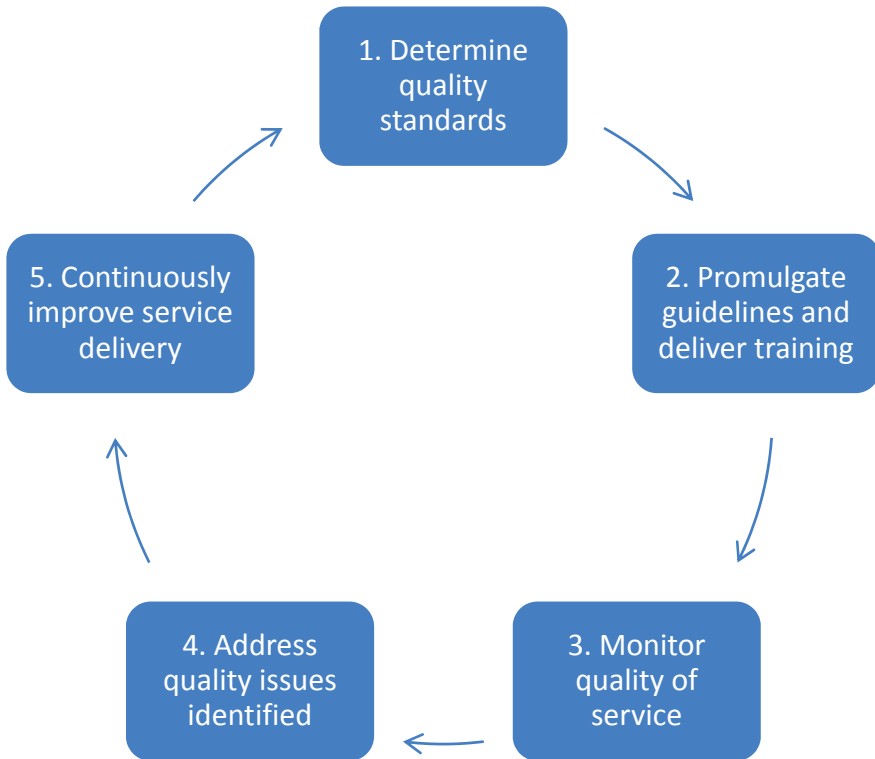 1. Determine
quality
standards
2. Promulgate
guidelines and
deliver training
3. Monitor
quality of
service
4. Address
quality issues
identified
5. Continuously
improve service
delivery